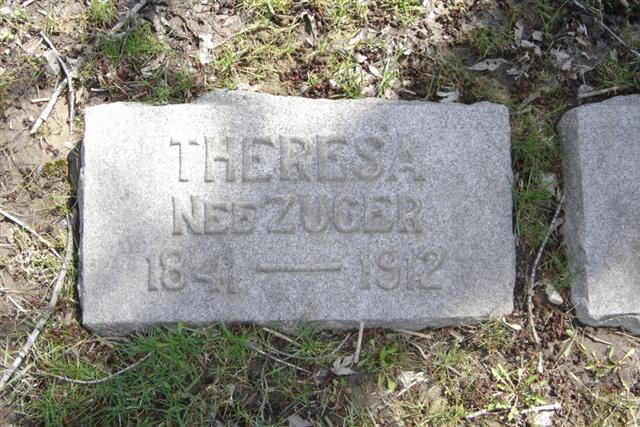 THERESA
NEE ZUGER
1841 — 1912